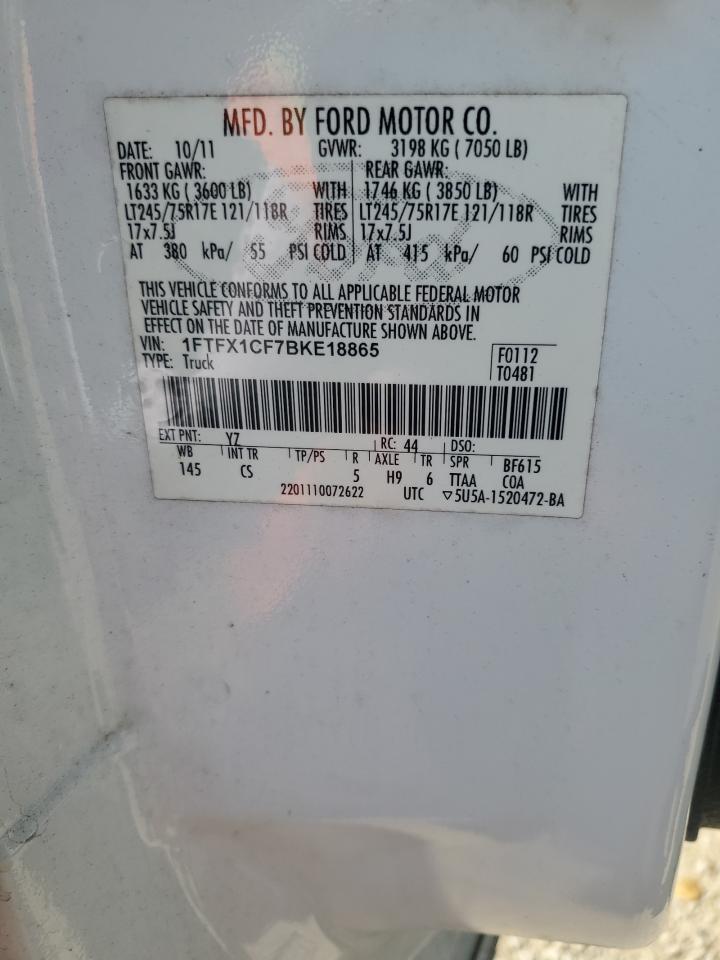 MFD. BY FORD MOTOR CO.
DATE: 10/11 GVWR: 3198 KG ( 7050 LB)
FRONT GAWR: REAR GAWR:
1633 KG ( 3600 LB) WITH 1746 KG ( 3850 LB) WITH
LT245/75R17E 121/118R TIRES LT245/75R17E 121/118R TIRES
17x7.5J RIMS 17x7.5J RIMS
AT 380 kPa/ 55 PSI COLD AT 415 kPa/ 60 PSI COLD
THIS VEHICLE CONFORMS TO ALL APPLICABLE FEDERAL MOTOR
VEHICLE SAFETY AND THEFT PREVENTION STANDARDS IN
EFFECT ON THE DATE OF MANUFACTURE SHOWN ABOVE.
VIN: 1FTFX1CF7BKE18865 F0112
TYPE: Truck T0481
EXT PNT: YZ RC: 44 DSO:
WB INT TR TP/PS R AXLE TR SPR BF615
145 CS 5 H9 6 TTAA COA
2201110072622 UTC ▽5U5A-1520472-BA